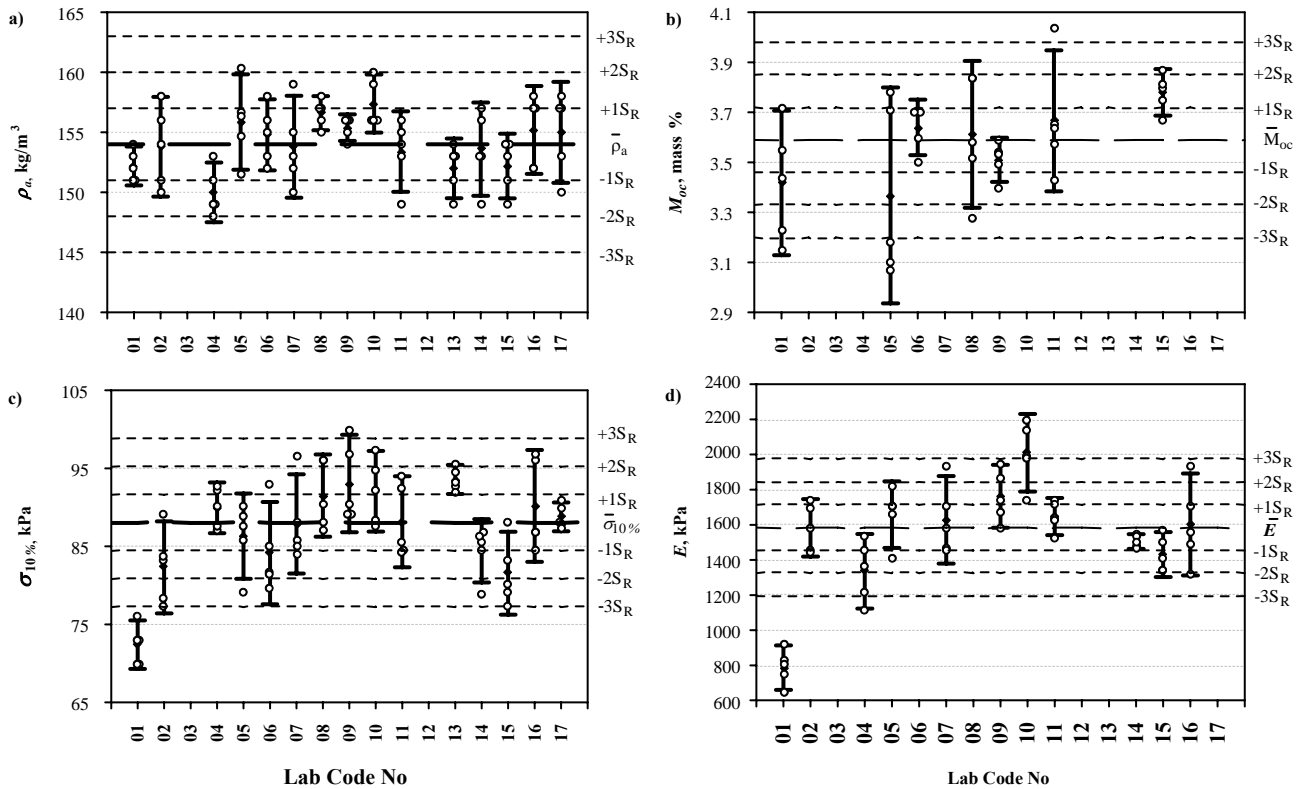 a)
165
160
155
150
145
140
ρa, kg/m³
+3SR
+2SR
+1SR
ρ̄a
-1SR
-2SR
-3SR
01 02 03 04 05 06 07 08 09 10 11 12 13 14 15 16 17
b)
4.1
3.9
3.7
3.5
3.3
3.1
2.9
Moc, mass %
+3SR
+2SR
+1SR
M̄oc
-1SR
-2SR
-3SR
01 02 03 04 05 06 07 08 09 10 11 12 13 14 15 16 17
c)
105
95
85
75
65
σ10%, kPa
+3SR
+2SR
+1SR
σ̄10%
-1SR
-2SR
-3SR
01 02 03 04 05 06 07 08 09 10 11 12 13 14 15 16 17
Lab Code No
d)
2400
2200
2000
1800
1600
1400
1200
1000
800
600
E, kPa
+3SR
+2SR
+1SR
Ē
-1SR
-2SR
-3SR
01 02 03 04 05 06 07 08 09 10 11 12 13 14 15 16 17
Lab Code No